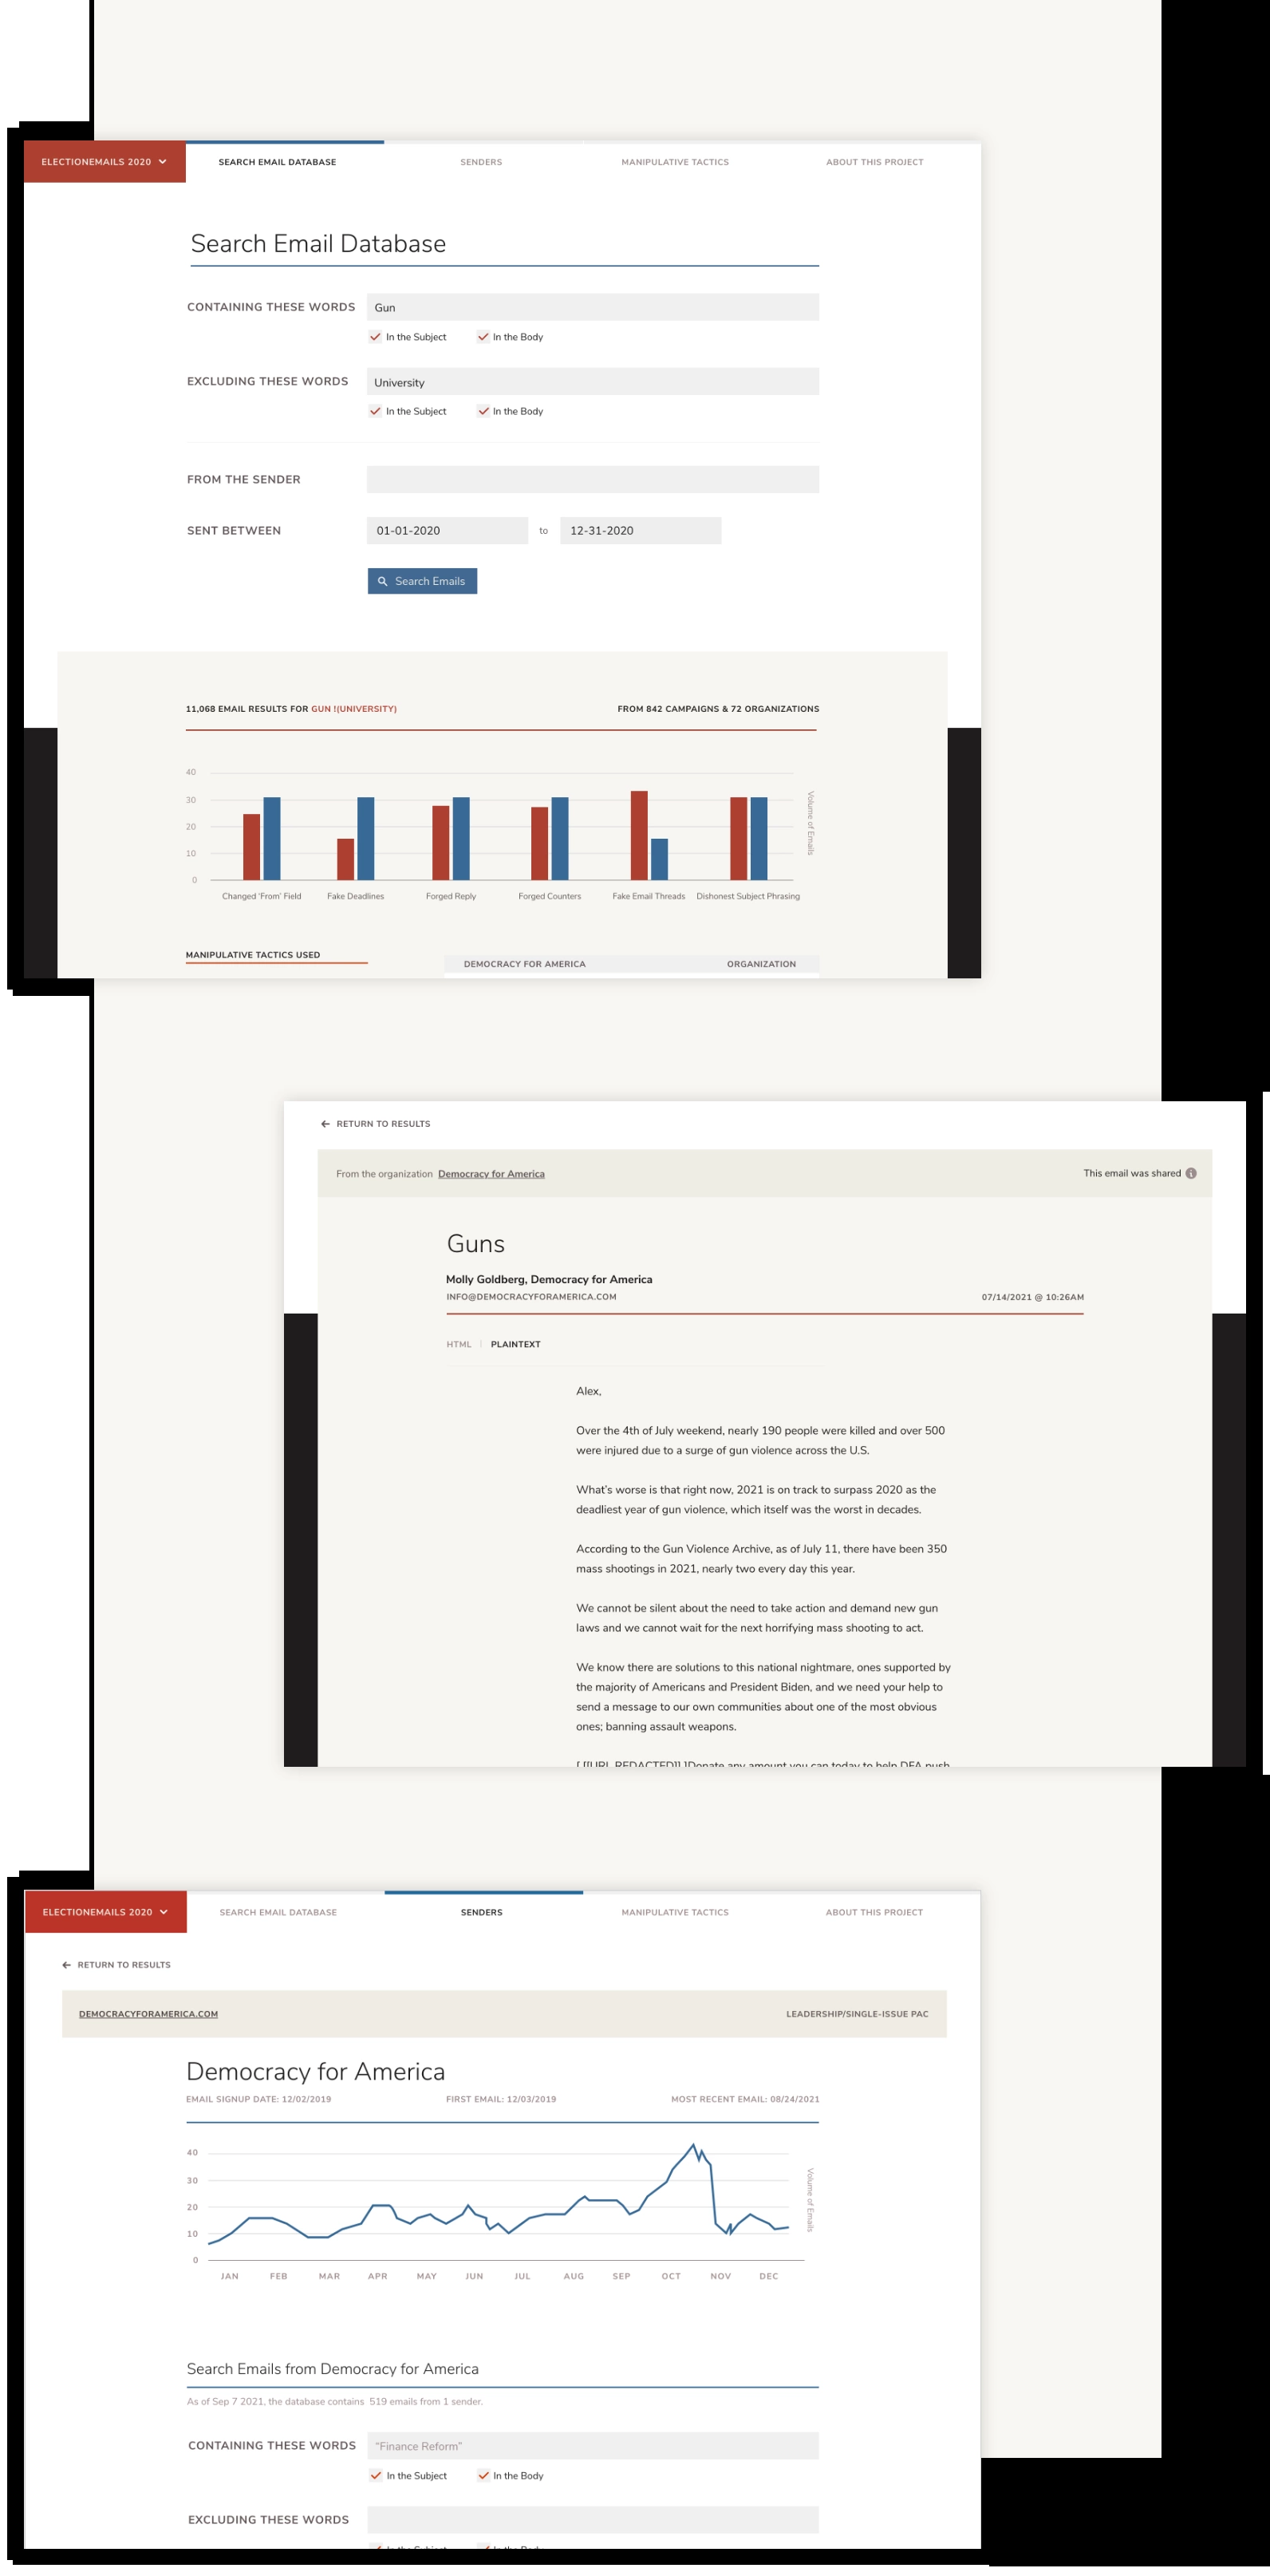 ELECTIONEMAILS 2020
SEARCH EMAIL DATABASE
SENDERS
MANIPULATIVE TACTICS
ABOUT THIS PROJECT
Search Email Database
CONTAINING THESE WORDS
Gun
In the Subject
In the Body
EXCLUDING THESE WORDS
University
In the Subject
In the Body
FROM THE SENDER
SENT BETWEEN
01-01-2020
to
12-31-2020
Search Emails
11,068 EMAIL RESULTS FOR GUN !(UNIVERSITY)
FROM 842 CAMPAIGNS & 72 ORGANIZATIONS
40
30
20
10
0
Volume of Emails
Changed 'From' Field
Fake Deadlines
Forged Reply
Forged Counters
Fake Email Threads
Dishonest Subject Phrasing
MANIPULATIVE TACTICS USED
DEMOCRACY FOR AMERICA
ORGANIZATION
RETURN TO RESULTS
From the organization Democracy for America
This email was shared
Guns
Molly Goldberg, Democracy for America
INFO@DEMOCRACYFORAMERICA.COM
07/14/2021 @ 10:26AM
HTML | PLAINTEXT
Alex,
Over the 4th of July weekend, nearly 190 people were killed and over 500
were injured due to a surge of gun violence across the U.S.
What's worse is that right now, 2021 is on track to surpass 2020 as the
deadliest year of gun violence, which itself was the worst in decades.
According to the Gun Violence Archive, as of July 11, there have been 350
mass shootings in 2021, nearly two every day this year.
We cannot be silent about the need to take action and demand new gun
laws and we cannot wait for the next horrifying mass shooting to act.
We know there are solutions to this national nightmare, ones supported by
the majority of Americans and President Biden, and we need your help to
send a message to our own communities about one of the most obvious
ones; banning assault weapons.
[ [[URL REDACTED]] ]Donate any amount you can today to help DFA push
ELECTIONEMAILS 2020
SEARCH EMAIL DATABASE
SENDERS
MANIPULATIVE TACTICS
ABOUT THIS PROJECT
RETURN TO RESULTS
DEMOCRACYFORAMERICA.COM
LEADERSHIP/SINGLE-ISSUE PAC
Democracy for America
EMAIL SIGNUP DATE: 12/02/2019
FIRST EMAIL: 12/03/2019
MOST RECENT EMAIL: 08/24/2021
40
30
20
10
0
Volume of Emails
JAN
FEB
MAR
APR
MAY
JUN
JUL
AUG
SEP
OCT
NOV
DEC
Search Emails from Democracy for America
As of Sep 7 2021, the database contains 519 emails from 1 sender.
CONTAINING THESE WORDS
"Finance Reform"
In the Subject
In the Body
EXCLUDING THESE WORDS
In the Subject
In the Body